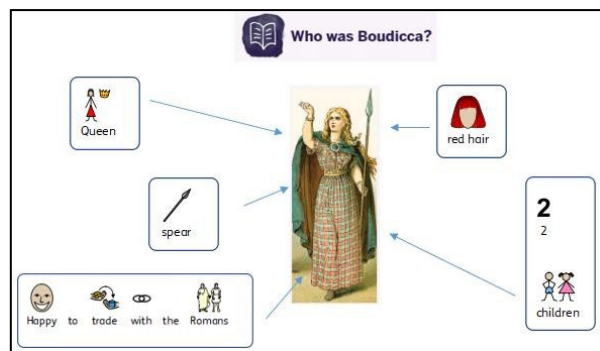 Who was Boudicca?
Queen
red hair
spear
2
2
children
Happy to trade with the Romans